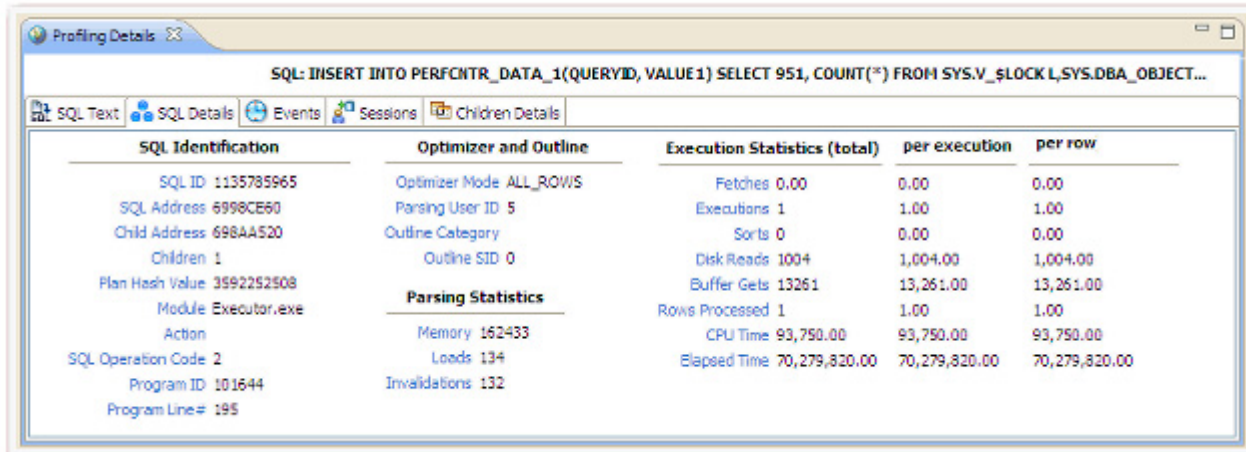 Profiling Details
SQL: INSERT INTO PERFCNTR_DATA_1(QUERYID, VALUE1) SELECT 951, COUNT(*) FROM SYS.V_$LOCK L,SYS.DBA_OBJECT...
SQL Text SQL Details Events Sessions Children Details
SQL Identification
SQL ID 1135785965
SQL Address 6998CE60
Child Address 698AA520
Children 1
Plan Hash Value 3592252508
Module Executor.exe
Action
SQL Operation Code 2
Program ID 101644
Program Line# 195
Optimizer and Outline
Optimizer Mode ALL_ROWS
Parsing User ID 5
Outline Category
Outline SID 0
Parsing Statistics
Memory 162433
Loads 134
Invalidations 132
Execution Statistics (total) per execution per row
Fetches 0.00 0.00 0.00
Executions 1 1.00 1.00
Sorts 0 0.00 0.00
Disk Reads 1004 1,004.00 1,004.00
Buffer Gets 13261 13,261.00 13,261.00
Rows Processed 1 1.00 1.00
CPU Time 93,750.00 93,750.00 93,750.00
Elapsed Time 70,279,820.00 70,279,820.00 70,279,820.00